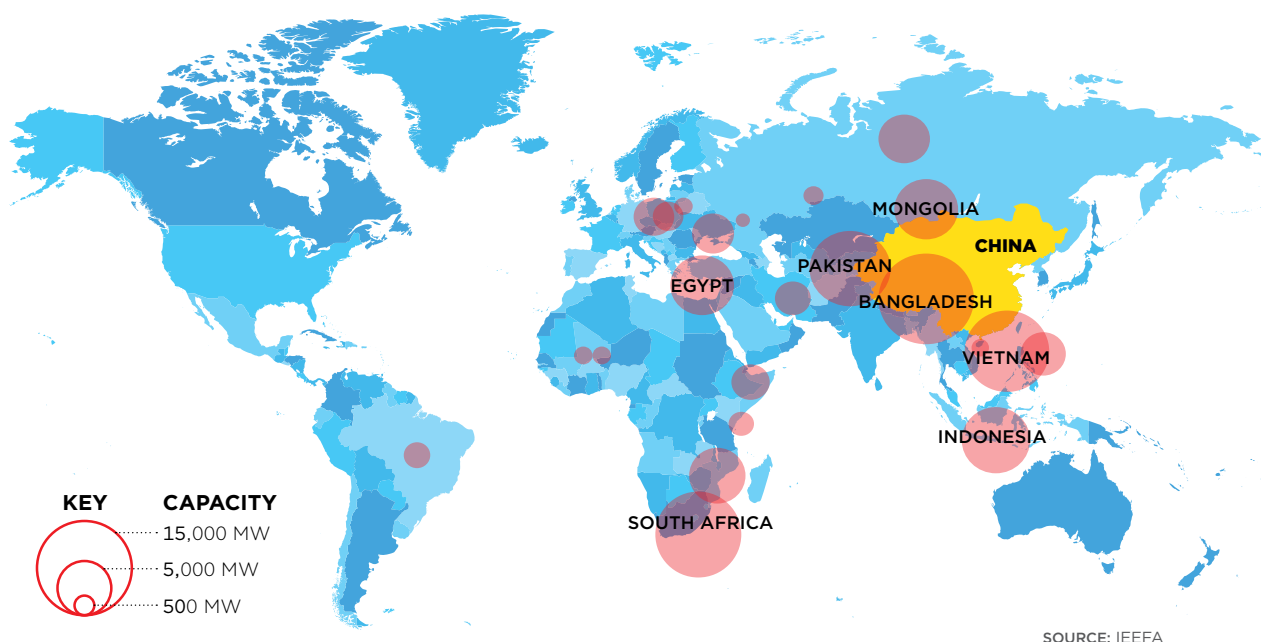 MONGOLIA
CHINA
PAKISTAN
EGYPT
BANGLADESH
VIETNAM
INDONESIA
SOUTH AFRICA
KEY CAPACITY
15,000 MW
5,000 MW
500 MW
SOURCE: IEEFA